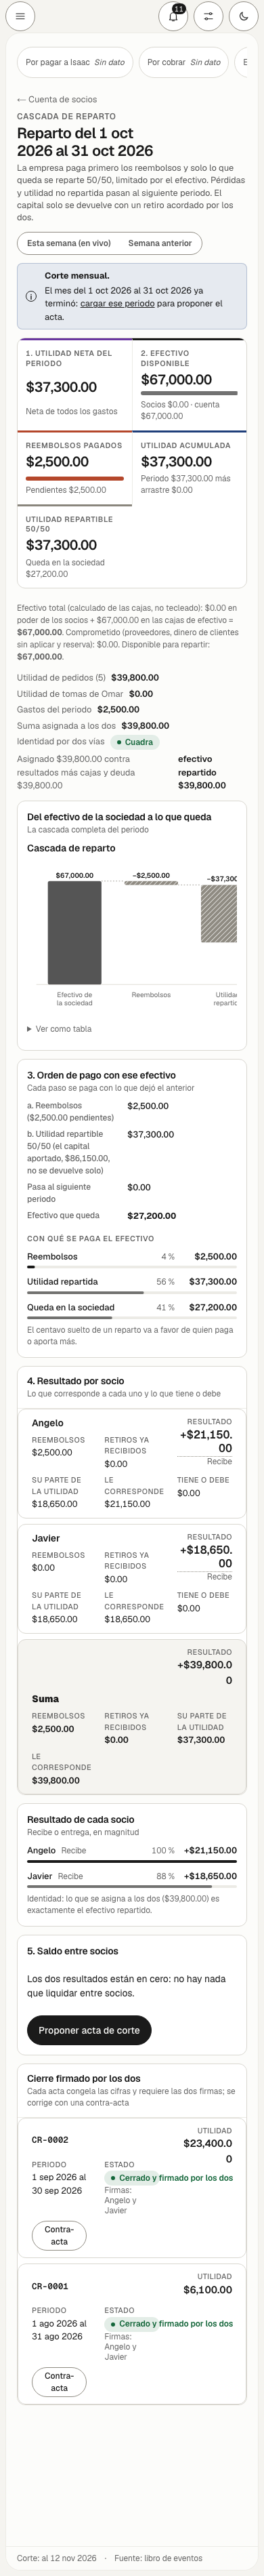 11
Por pagar a Isaac Sin dato
Por cobrar Sin dato
← Cuenta de socios
CASCADA DE REPARTO
Reparto del 1 oct
2026 al 31 oct 2026
La empresa paga primero los reembolsos y solo lo que
queda se reparte 50/50, limitado por el efectivo. Pérdidas
y utilidad no repartida pasan al siguiente periodo. El
capital solo se devuelve con un retiro acordado por los
dos.
Esta semana (en vivo)
Semana anterior
Corte mensual.
El mes del 1 oct 2026 al 31 oct 2026 ya
terminó: cargar ese periodo para proponer el
acta.
1. UTILIDAD NETA DEL
PERIODO
$37,300.00
Neta de todos los gastos
2. EFECTIVO
DISPONIBLE
$67,000.00
Socios $0.00 · cuenta
$67,000.00
REEMBOLSOS PAGADOS
$2,500.00
Pendientes $2,500.00
UTILIDAD ACUMULADA
$37,300.00
Periodo $37,300.00 más
arrastre $0.00
UTILIDAD REPARTIBLE
50/50
$37,300.00
Queda en la sociedad
$27,200.00
Efectivo total (calculado de las cajas, no tecleado): $0.00 en
poder de los socios + $67,000.00 en las cajas de efectivo =
$67,000.00. Comprometido (proveedores, dinero de clientes
sin aplicar y reserva): $0.00. Disponible para repartir:
$67,000.00.
Utilidad de pedidos (5) $39,800.00
Utilidad de tomas de Omar $0.00
Gastos del periodo $2,500.00
Suma asignada a los dos $39,800.00
Identidad por dos vías Cuadra
Asignado $39,800.00 contra
resultados más cajas y deuda
$39,800.00
efectivo
repartido
$39,800.00
Del efectivo de la sociedad a lo que queda
La cascada completa del periodo
Cascada de reparto
$67,000.00
−$2,500.00
−$37,300
Efectivo de
la sociedad
Reembolsos
Utilidad
repartida
Ver como tabla
3. Orden de pago con ese efectivo
Cada paso se paga con lo que dejó el anterior
a. Reembolsos
($2,500.00 pendientes)
$2,500.00
b. Utilidad repartible
50/50 (el capital
aportado, $86,150.00,
no se devuelve solo)
$37,300.00
Pasa al siguiente
periodo
$0.00
Efectivo que queda
$27,200.00
CON QUÉ SE PAGA EL EFECTIVO
Reembolsos 4 % $2,500.00
Utilidad repartida 56 % $37,300.00
Queda en la sociedad 41 % $27,200.00
El centavo suelto de un reparto va a favor de quien paga
o aporta más.
4. Resultado por socio
Lo que corresponde a cada uno y lo que tiene o debe
Angelo
RESULTADO
+$21,150.
00
Recibe
REEMBOLSOS
$2,500.00
RETIROS YA
RECIBIDOS
$0.00
SU PARTE DE
LA UTILIDAD
$18,650.00
LE
CORRESPONDE
$21,150.00
TIENE O DEBE
$0.00
Javier
RESULTADO
+$18,650.
00
Recibe
REEMBOLSOS
$0.00
RETIROS YA
RECIBIDOS
$0.00
SU PARTE DE
LA UTILIDAD
$18,650.00
LE
CORRESPONDE
$18,650.00
TIENE O DEBE
$0.00
RESULTADO
+$39,800.0
0
Suma
REEMBOLSOS
$2,500.00
RETIROS YA
RECIBIDOS
$0.00
SU PARTE DE
LA UTILIDAD
$37,300.00
LE
CORRESPONDE
$39,800.00
Resultado de cada socio
Recibe o entrega, en magnitud
Angelo Recibe 100 % +$21,150.00
Javier Recibe 88 % +$18,650.00
Identidad: lo que se asigna a los dos ($39,800.00) es
exactamente el efectivo repartido.
5. Saldo entre socios
Los dos resultados están en cero: no hay nada
que liquidar entre socios.
Proponer acta de corte
Cierre firmado por los dos
Cada acta congela las cifras y requiere las dos firmas; se
corrige con una contra-acta
CR-0002
UTILIDAD
$23,400.0
0
PERIODO
1 sep 2026 al
30 sep 2026
ESTADO
Cerrado y firmado por los dos
Firmas:
Angelo y
Javier
Contra-
acta
CR-0001
UTILIDAD
$6,100.00
PERIODO
1 ago 2026 al
31 ago 2026
ESTADO
Cerrado y firmado por los dos
Firmas:
Angelo y
Javier
Contra-
acta
Corte: al 12 nov 2026 · Fuente: libro de eventos